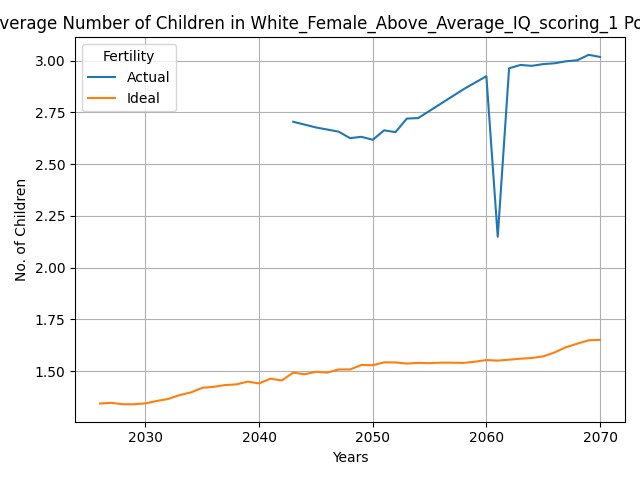 verage Number of Children in White_Female_Above_Average_IQ_scoring_1 Po
Fertility
Actual
Ideal
3.00
2.75
2.50
2.25
2.00
1.75
1.50
No. of Children
2030 2040 2050 2060 2070
Years